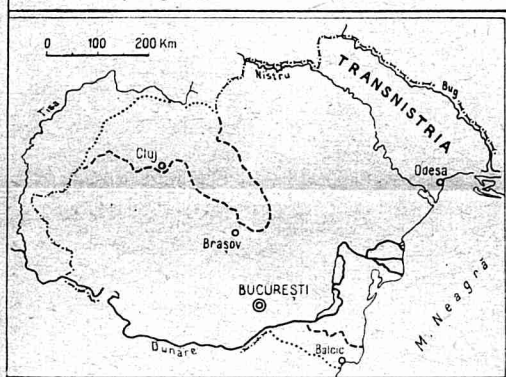 0 100 200 Km
Nistru
TRANSNISTRIA
Bug
Tisa
Cluj
Odesa
Brașov
BUCUREȘTI
M. Neagră
Dunăre
Balcic